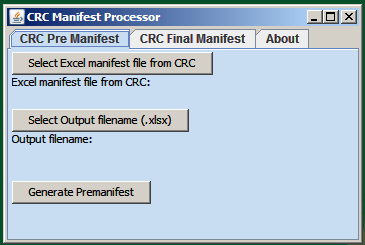 CRC Manifest Processor
CRC Pre Manifest CRC Final Manifest About
Select Excel manifest file from CRC
Excel manifest file from CRC:
Select Output filename (.xlsx)
Output filename:
Generate Premanifest